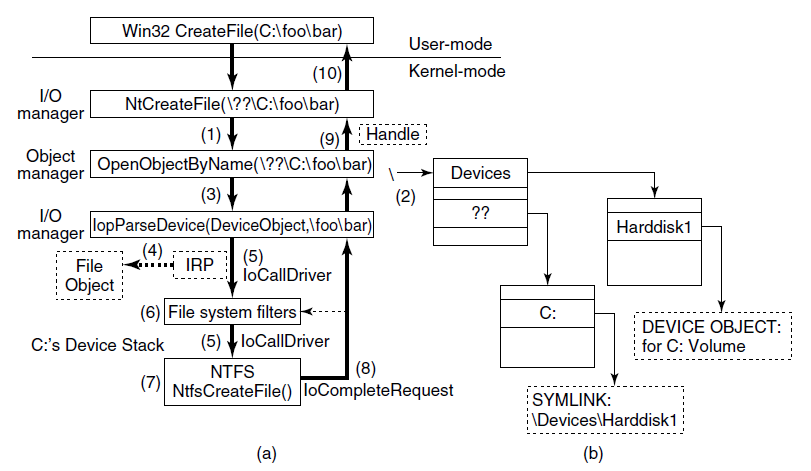 Win32 CreateFile(C:\foo\bar)
User-mode
Kernel-mode
(10)
I/O
manager
NtCreateFile(\??\C:\foo\bar)
(1)
(9)
Handle
Object
manager
OpenObjectByName(\??\C:\foo\bar)
(3)
I/O
manager
IopParseDevice(DeviceObject,\foo\bar)
(4)
File
Object
IRP
(5)
IoCallDriver
(6)
File system filters
C:’s Device Stack
(5)
IoCallDriver
(7)
NTFS
NtfsCreateFile()
(8)
IoCompleteRequest
(a)
\
(2)
Devices
??
Harddisk1
C:
DEVICE OBJECT:
for C: Volume
SYMLINK:
\Devices\Harddisk1
(b)